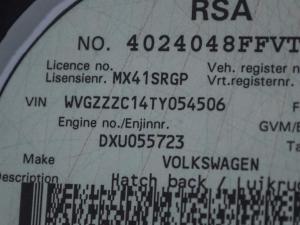 RSA
NO. 4024048FFVT
Licence no. Veh. register n
Lisensienr. MX41SRGP Vrt.registernr.
VIN WVGZZZC14TY054506
Engine no./Enjinnr. GVM/B
DXU055723 T
Make VOLKSWAGEN
Description Hatch back / Luikrug